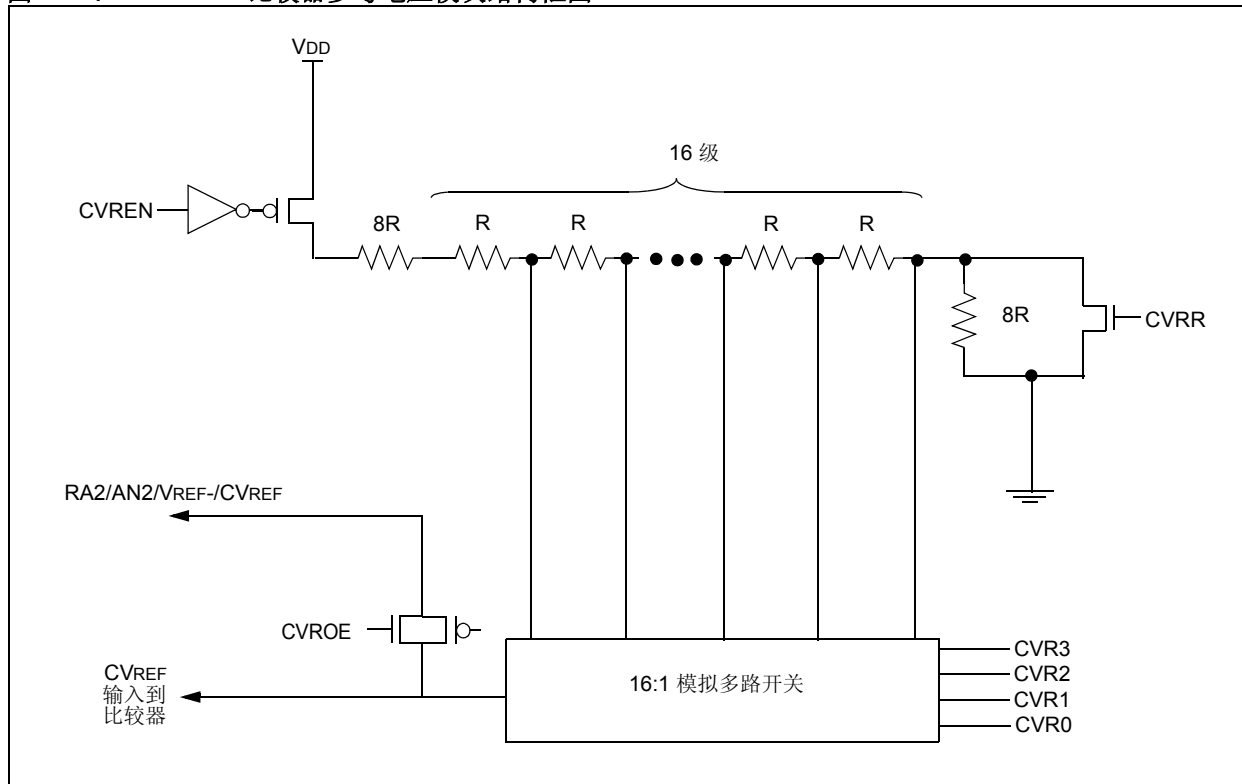 VDD
16 级
CVREN
8R
R
R
R
R
8R
CVRR
RA2/AN2/VREF-/CVREF
CVROE
CVREF
输入到
比较器
16:1 模拟多路开关
CVR3
CVR2
CVR1
CVR0